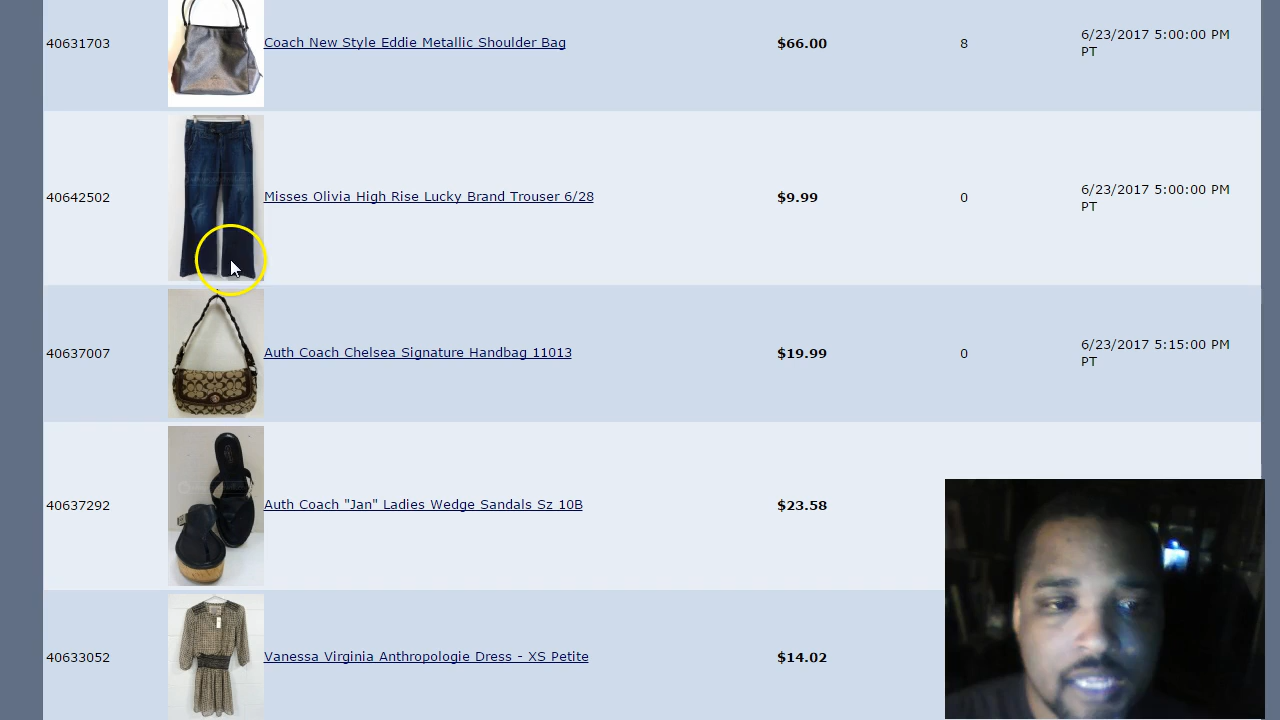 40631703 Coach New Style Eddie Metallic Shoulder Bag $66.00 8 6/23/2017 5:00:00 PM
PT
40642502 Misses Olivia High Rise Lucky Brand Trouser 6/28 $9.99 0 6/23/2017 5:00:00 PM
PT
40637007 Auth Coach Chelsea Signature Handbag 11013 $19.99 0 6/23/2017 5:15:00 PM
PT
40637292 Auth Coach "Jan" Ladies Wedge Sandals Sz 10B $23.58
40633052 Vanessa Virginia Anthropologie Dress - XS Petite $14.02